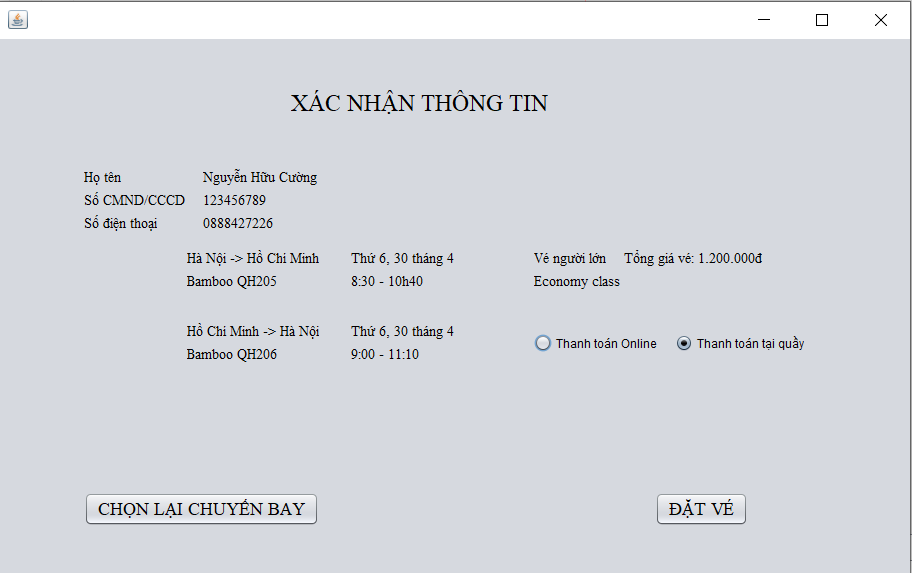 XÁC NHẬN THÔNG TIN
Họ tên Nguyễn Hữu Cường
Số CMND/CCCD 123456789
Số điện thoại 0888427226
Hà Nội -> Hồ Chi Minh Thứ 6, 30 tháng 4 Vé người lớn Tổng giá vé: 1.200.000đ
Bamboo QH205 8:30 - 10h40 Economy class
Hồ Chi Minh -> Hà Nội Thứ 6, 30 tháng 4
Thanh toán Online Thanh toán tại quầy
Bamboo QH206 9:00 - 11:10
CHỌN LẠI CHUYẾN BAY ĐẶT VÉ